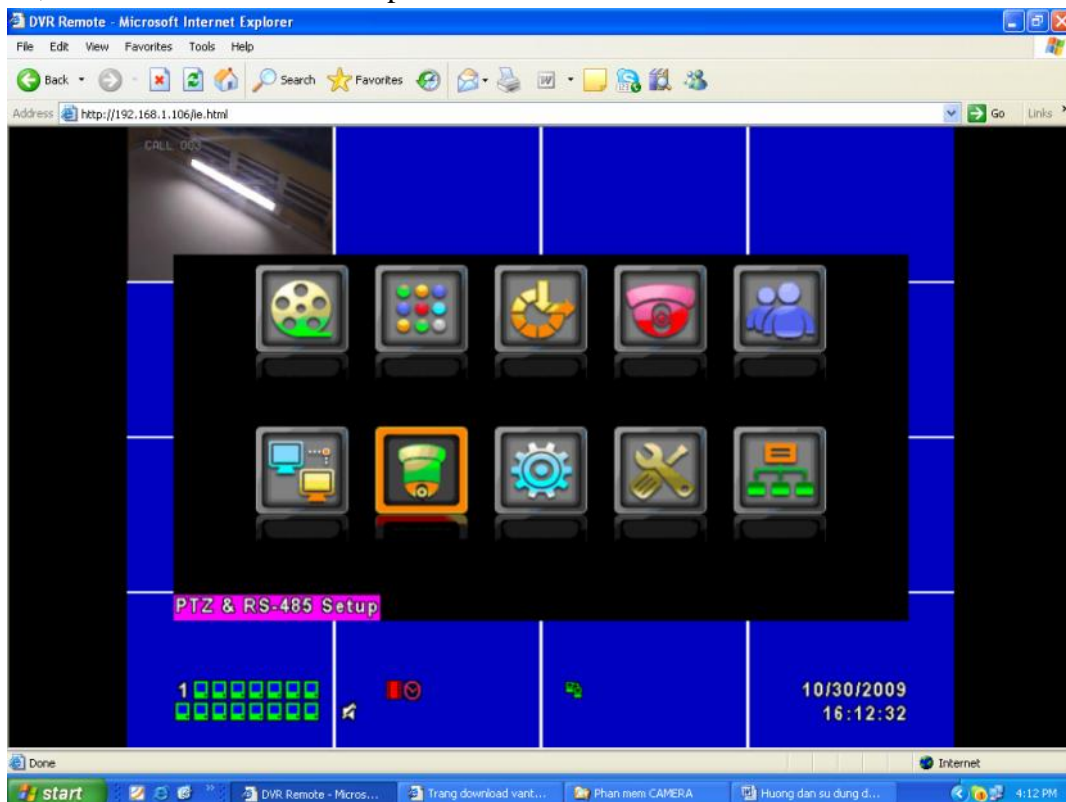 DVR Remote - Microsoft Internet Explorer
File Edit View Favorites Tools Help
Back Search Favorites
Address http://192.168.1.106/ie.html Go Links
CALL 003
PTZ & RS-485 Setup
1
10/30/2009
16:12:32
Done Internet
start DVR Remote - Micros... Trang download vant... Phan mem CAMERA Huong dan su dung d... 4:12 PM